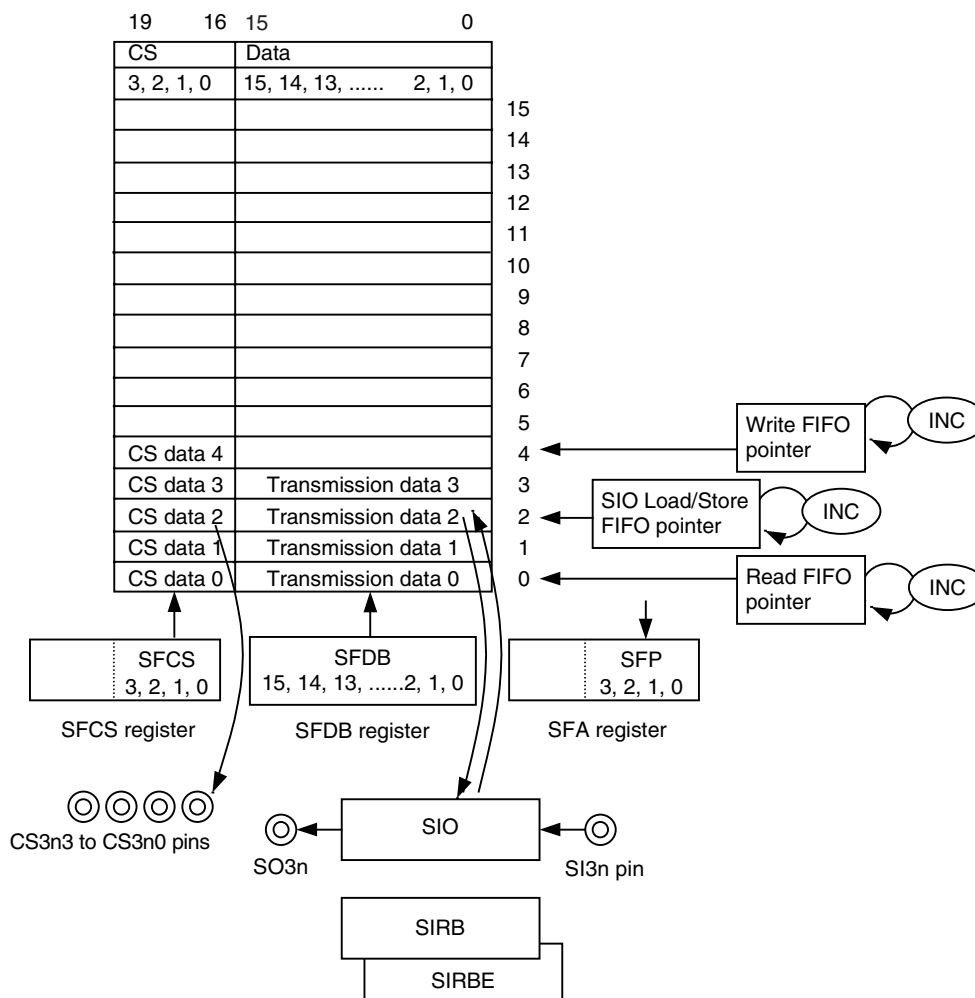 19 16 15 0
CS Data
3, 2, 1, 0 15, 14, 13, ...... 2, 1, 0
15
14
13
12
11
10
9
8
7
6
5
Write FIFO
pointer
INC
CS data 4 4
CS data 3 Transmission data 3 3
SIO Load/Store
FIFO pointer
INC
CS data 2 Transmission data 2 2
CS data 1 Transmission data 1 1
CS data 0 Transmission data 0 0
Read FIFO
pointer
INC
SFCS
3, 2, 1, 0
SFDB
15, 14, 13, ......2, 1, 0
SFP
3, 2, 1, 0
SFCS register
SFDB register
SFA register
CS3n3 to CS3n0 pins
SIO
SO3n
SI3n pin
SIRB
SIRBE